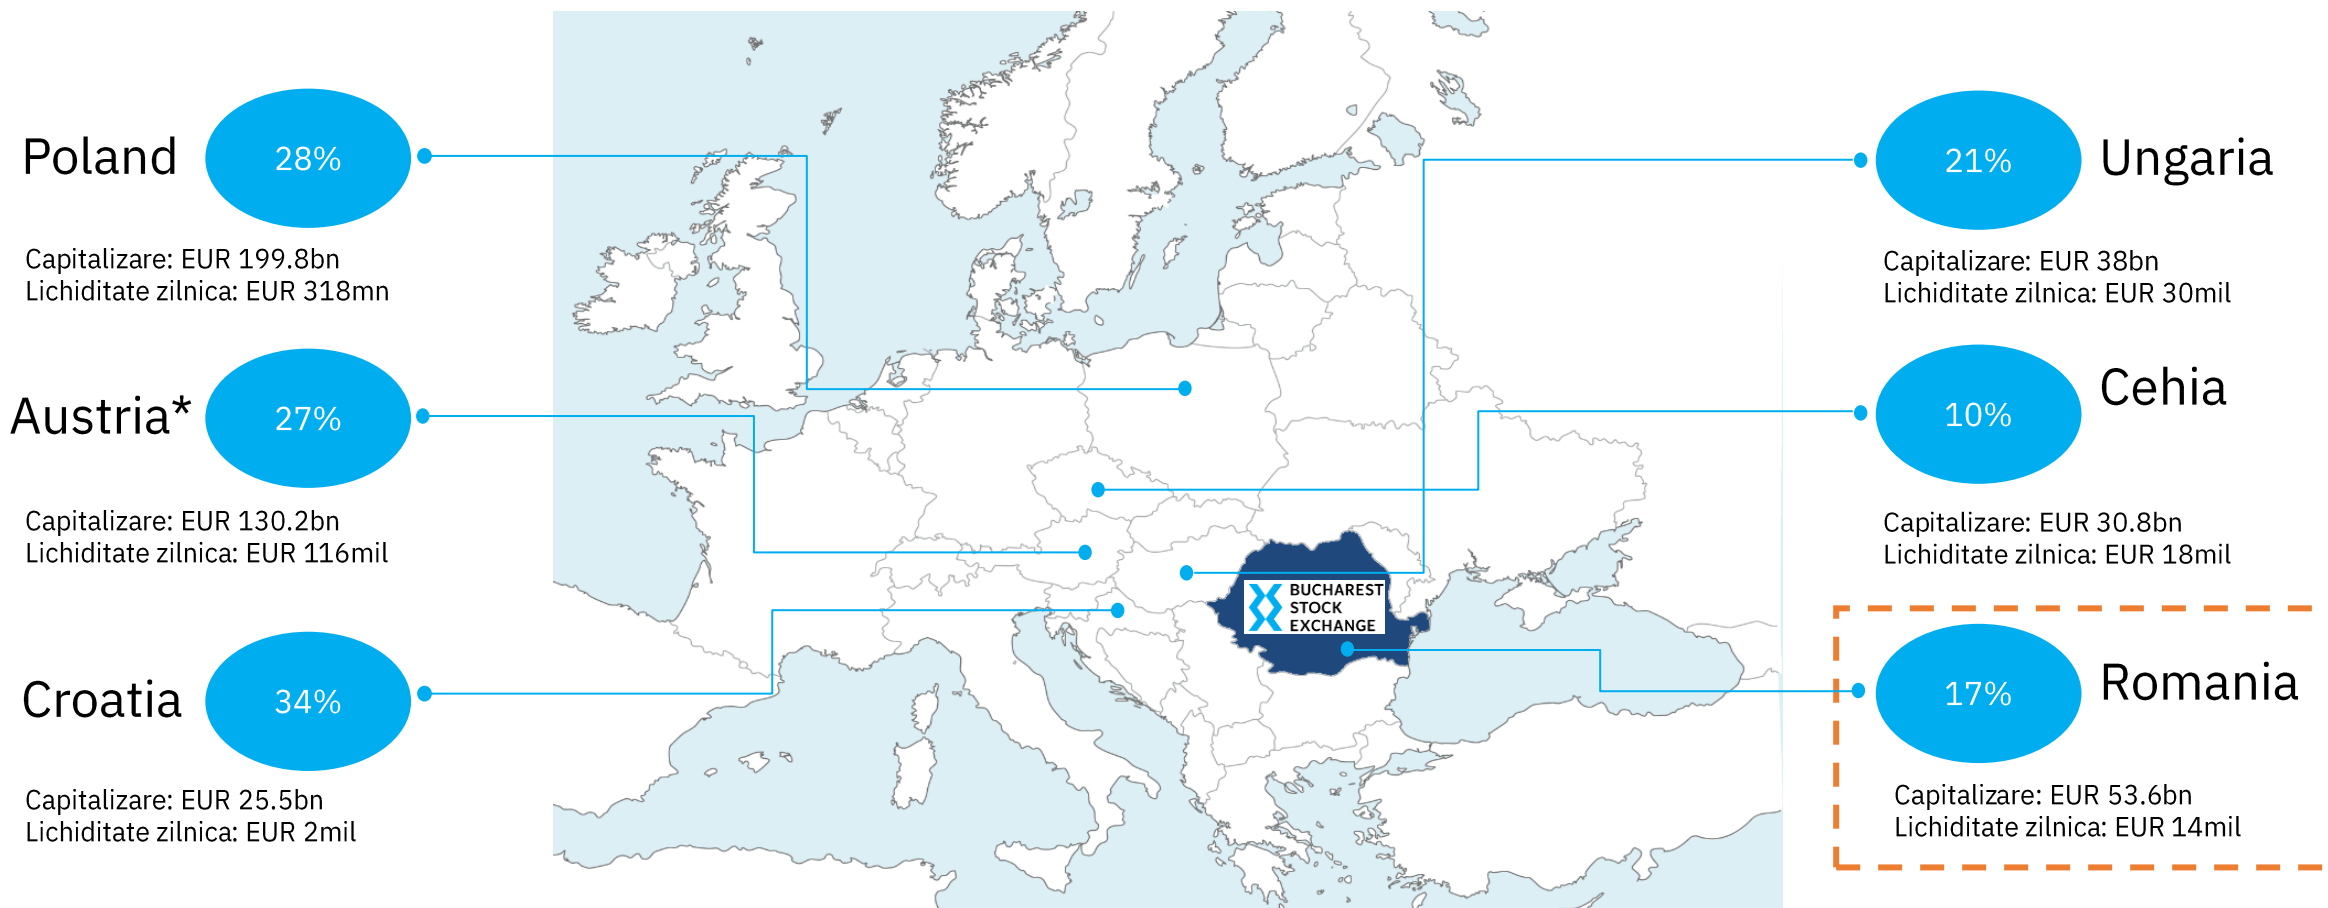 Poland
28%
Capitalizare: EUR 199.8bn
Lichiditate zilnica: EUR 318mn
Austria*
27%
Capitalizare: EUR 130.2bn
Lichiditate zilnica: EUR 116mil
Croatia
34%
Capitalizare: EUR 25.5bn
Lichiditate zilnica: EUR 2mil
BUCHAREST
STOCK
EXCHANGE
21%
Ungaria
Capitalizare: EUR 38bn
Lichiditate zilnica: EUR 30mil
10%
Cehia
Capitalizare: EUR 30.8bn
Lichiditate zilnica: EUR 18mil
17%
Romania
Capitalizare: EUR 53.6bn
Lichiditate zilnica: EUR 14mil